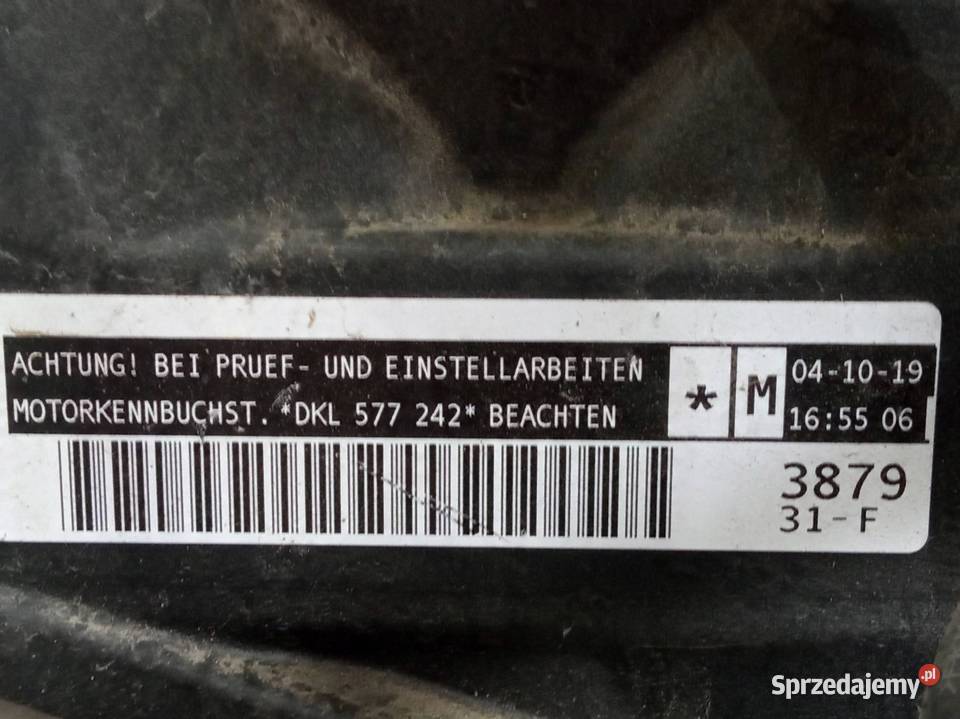 ACHTUNG! BEI PRUEF- UND EINSTELLARBEITEN
MOTORKENNBUCHST. *DKL 577 242* BEACHTEN
*
M
04-10-19
16:55 06
3879
31-F
Sprzedajemy.pl